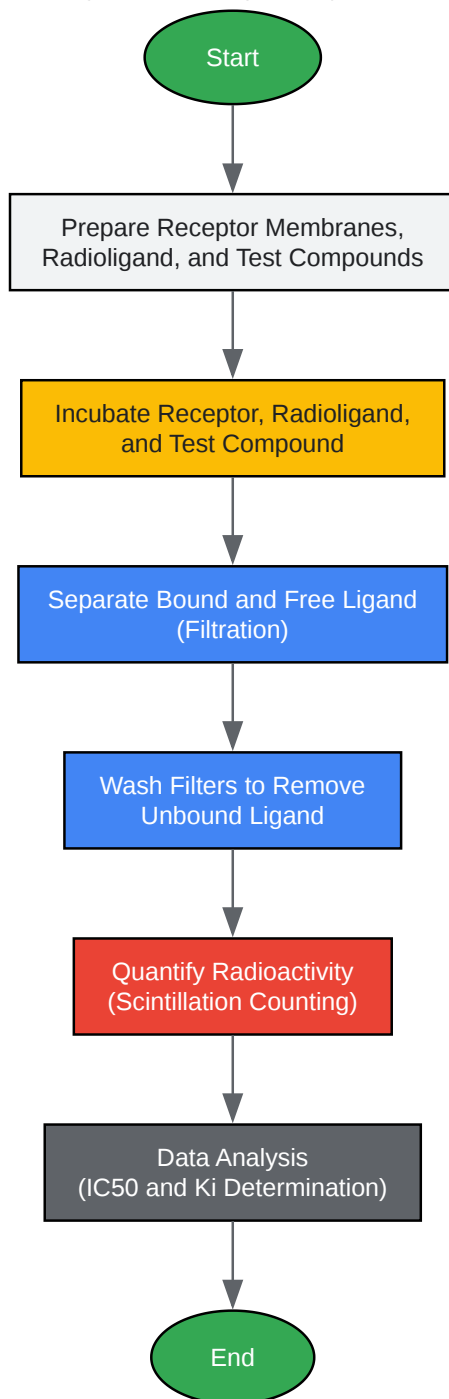 Start
Prepare Receptor Membranes,
Radioligand, and Test Compounds
Incubate Receptor, Radioligand,
and Test Compound
Separate Bound and Free Ligand
(Filtration)
Wash Filters to Remove
Unbound Ligand
Quantify Radioactivity
(Scintillation Counting)
Data Analysis
(IC50 and Ki Determination)
End